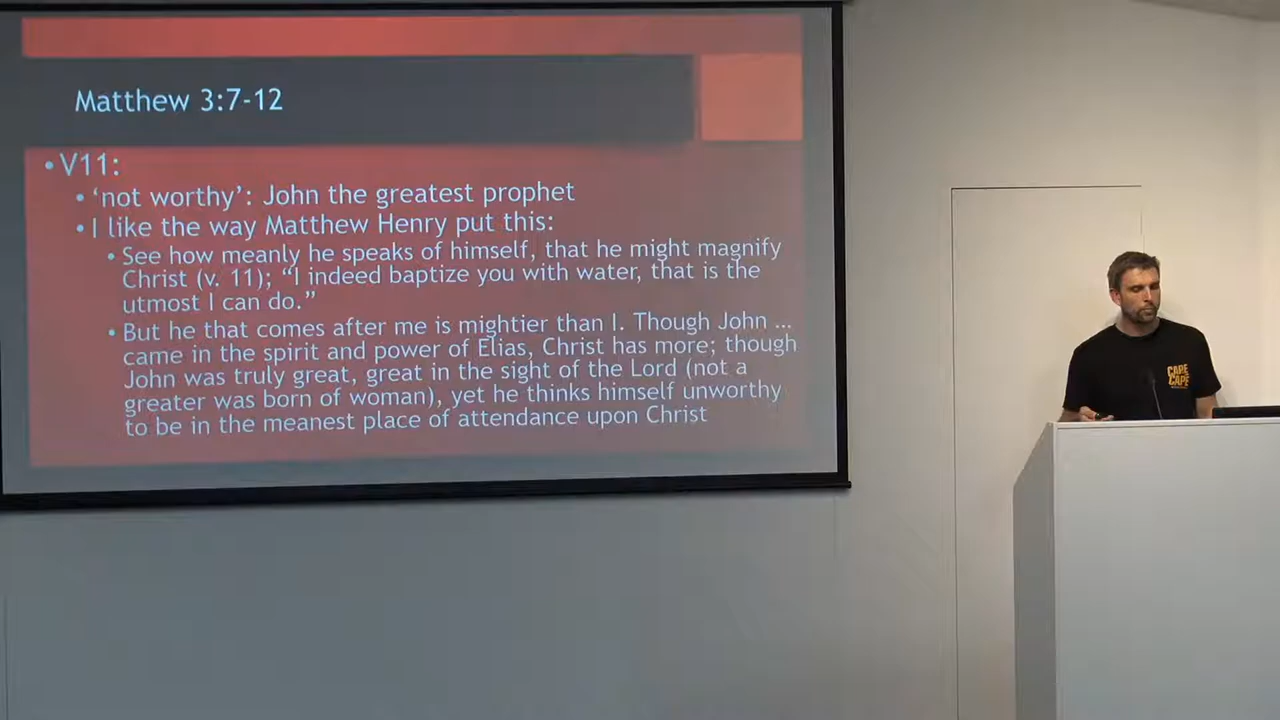 Matthew 3:7-12
• V11:
• ‘not worthy’: John the greatest prophet
• I like the way Matthew Henry put this:
• See how meanly he speaks of himself, that he might magnify
Christ (v. 11); “I indeed baptize you with water, that is the
utmost I can do.”
• But he that comes after me is mightier than I. Though John ...
came in the spirit and power of Elias, Christ has more; though
John was truly great, great in the sight of the Lord (not a
greater was born of woman), yet he thinks himself unworthy
to be in the meanest place of attendance upon Christ
CAPE
CAPE